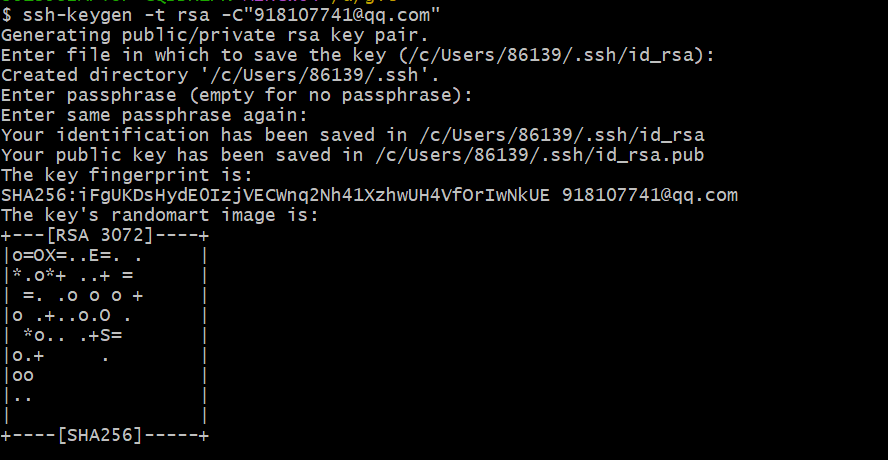 $ ssh-keygen -t rsa -C"918107741@qq.com"
Generating public/private rsa key pair.
Enter file in which to save the key (/c/Users/86139/.ssh/id_rsa):
Created directory '/c/Users/86139/.ssh'.
Enter passphrase (empty for no passphrase):
Enter same passphrase again:
Your identification has been saved in /c/Users/86139/.ssh/id_rsa
Your public key has been saved in /c/Users/86139/.ssh/id_rsa.pub
The key fingerprint is:
SHA256:iFgUKDsHydE0IzjVECWnq2Nh41XzhwUH4VfOrIwNkUE 918107741@qq.com
The key's randomart image is:
+---[RSA 3072]----+
|o=OX=..E=. .     |
|*.o*+ ..+ =      |
| =. .o o o +     |
|o .+..o.O .      |
| *o.. .+S=       |
|o.+     .        |
|oo               |
|..               |
|                 |
+----[SHA256]-----+